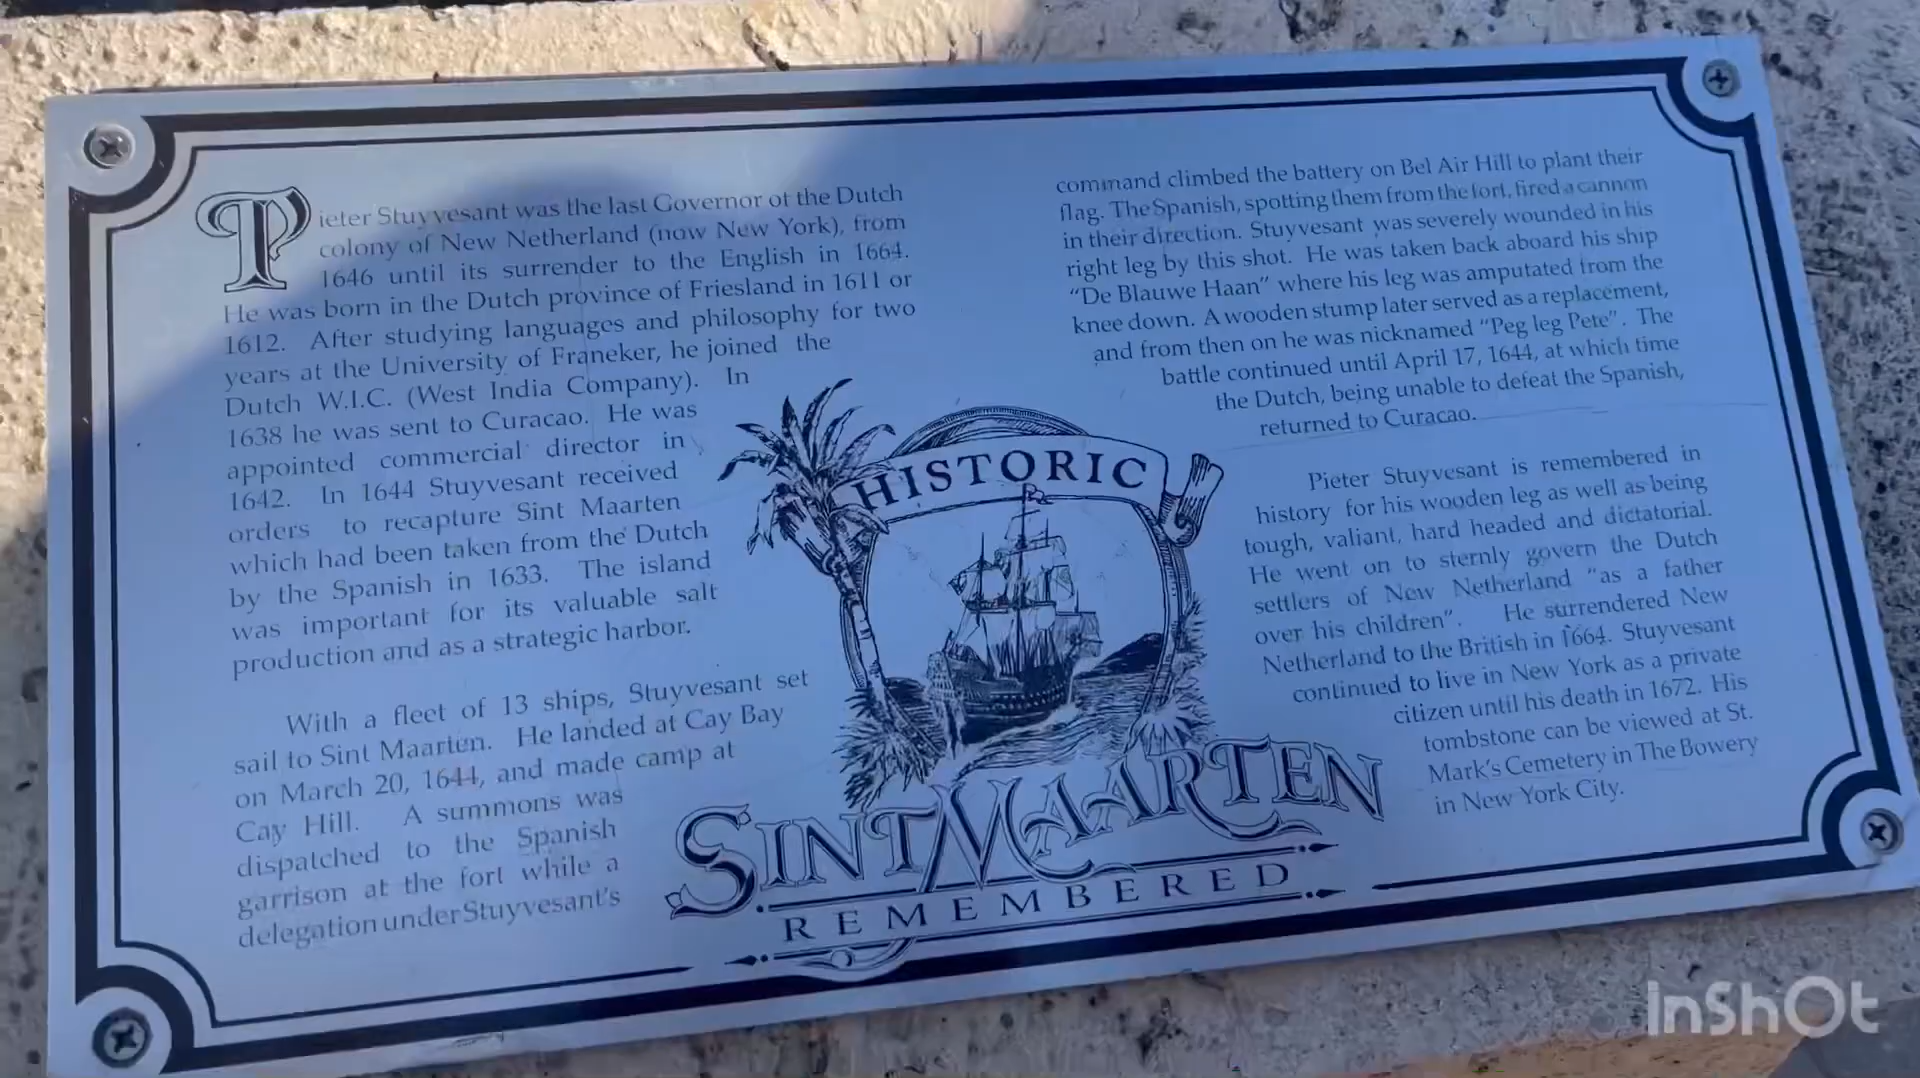 Pieter Stuyvesant was the last Governor of the Dutch
colony of New Netherland (now New York), from
1646 until its surrender to the English in 1664.
He was born in the Dutch province of Friesland in 1611 or
1612. After studying languages and philosophy for two
years at the University of Franeker, he joined the
Dutch W.I.C. (West India Company). In
1638 he was sent to Curacao. He was
appointed commercial director in
1642. In 1644 Stuyvesant received
orders to recapture Sint Maarten
which had been taken from the Dutch
by the Spanish in 1633. The island
was important for its valuable salt
production and as a strategic harbor.
With a fleet of 13 ships, Stuyvesant set
sail to Sint Maarten. He landed at Cay Bay
on March 20, 1644, and made camp at
Cay Hill. A summons was
dispatched to the Spanish
garrison at the fort while a
delegation under Stuyvesant's
command climbed the battery on Bel Air Hill to plant their
flag. The Spanish, spotting them from the fort, fired a cannon
in their direction. Stuyvesant was severely wounded in his
right leg by this shot. He was taken back aboard his ship
"De Blauwe Haan" where his leg was amputated from the
knee down. A wooden stump later served as a replacement,
and from then on he was nicknamed "Peg leg Pete". The
battle continued until April 17, 1644, at which time
the Dutch, being unable to defeat the Spanish,
returned to Curacao.
Pieter Stuyvesant is remembered in
history for his wooden leg as well as being
tough, valiant, hard headed and dictatorial.
He went on to sternly govern the Dutch
settlers of New Netherland "as a father
over his children". He surrendered New
Netherland to the British in 1664. Stuyvesant
continued to live in New York as a private
citizen until his death in 1672. His
tombstone can be viewed at St.
Mark's Cemetery in The Bowery
in New York City.
HISTORIC
SINT MAARTEN
REMEMBERED
InShOt